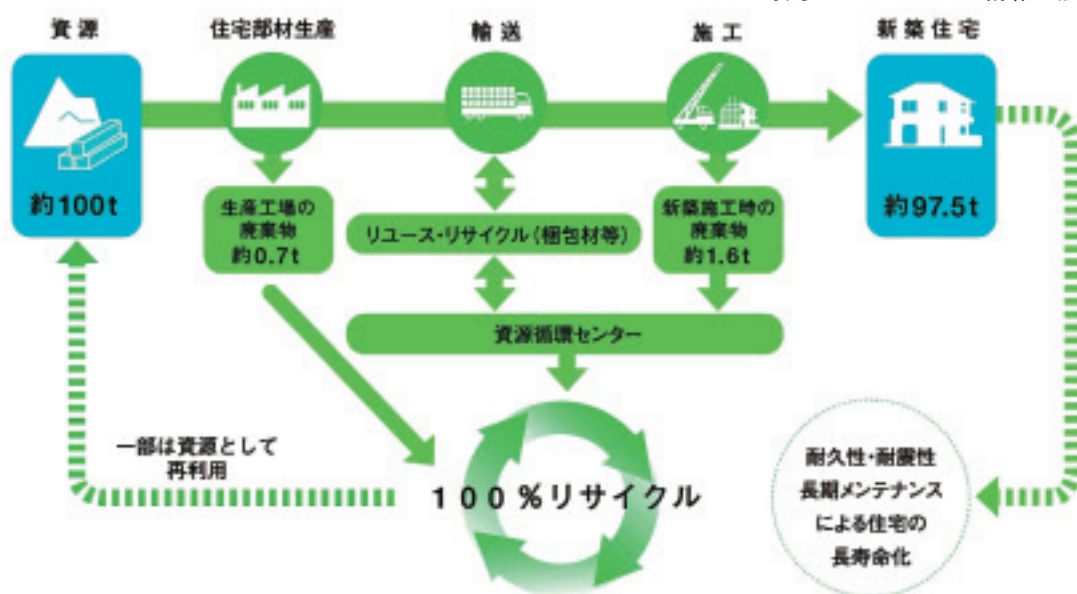 資源
住宅部材生産
輸送
施工
新築住宅
約100t
生産工場の
廃棄物
約0.7t
リユース・リサイクル(梱包材等)
新築施工時の
廃棄物
約1.6t
約97.5t
資源循環センター
一部は資源として
再利用
100%リサイクル
耐久性・耐震性
長期メンテナンス
による住宅の
長寿命化